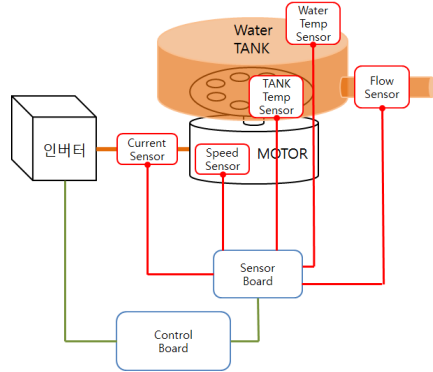 Water
Temp
Sensor
Water
TANK
TANK
Temp
Sensor
Flow
Sensor
인버터
Current
Sensor
Speed
Sensor
MOTOR
Sensor
Board
Control
Board